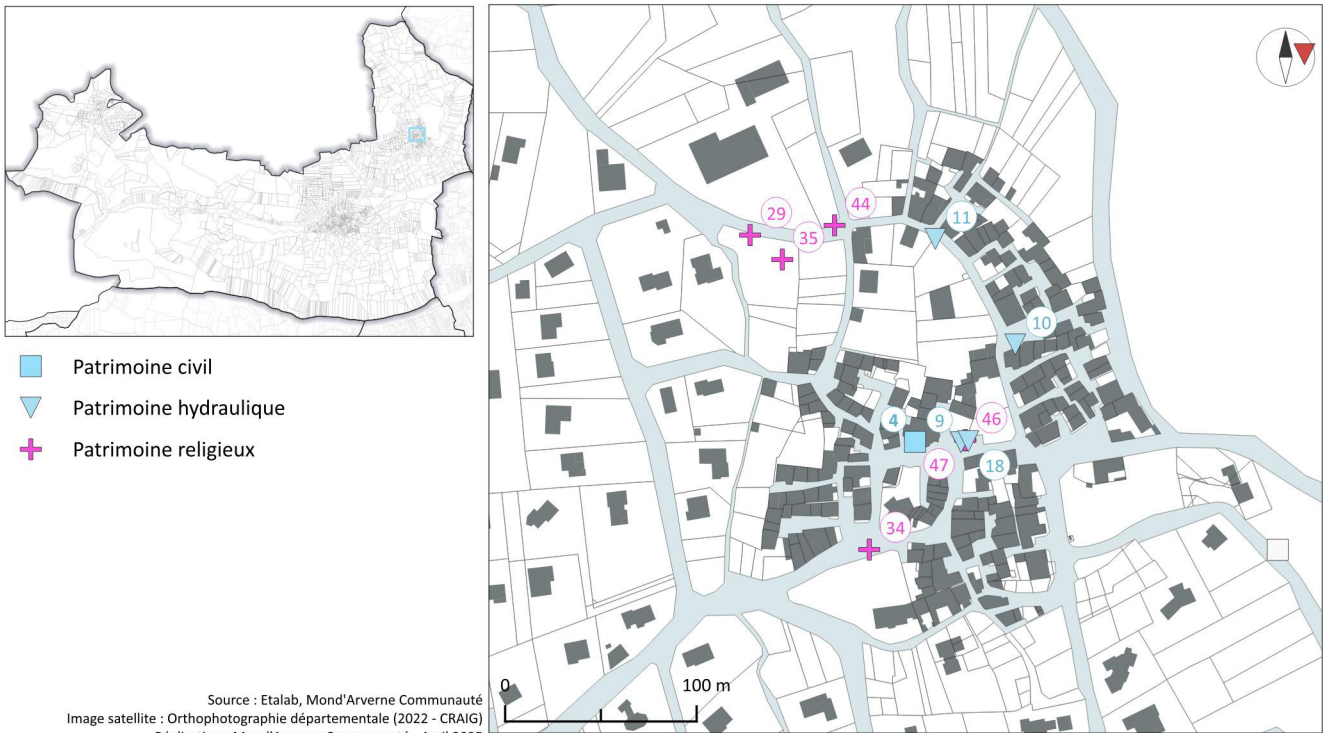 29
44
35
11
10
Patrimoine civil
Patrimoine hydraulique
Patrimoine religieux
4
9
46
47
18
34
0
100 m
Source : Etalab, Mond'Arverne Communauté
Image satellite : Orthophotographie départementale (2022 - CRAIG)